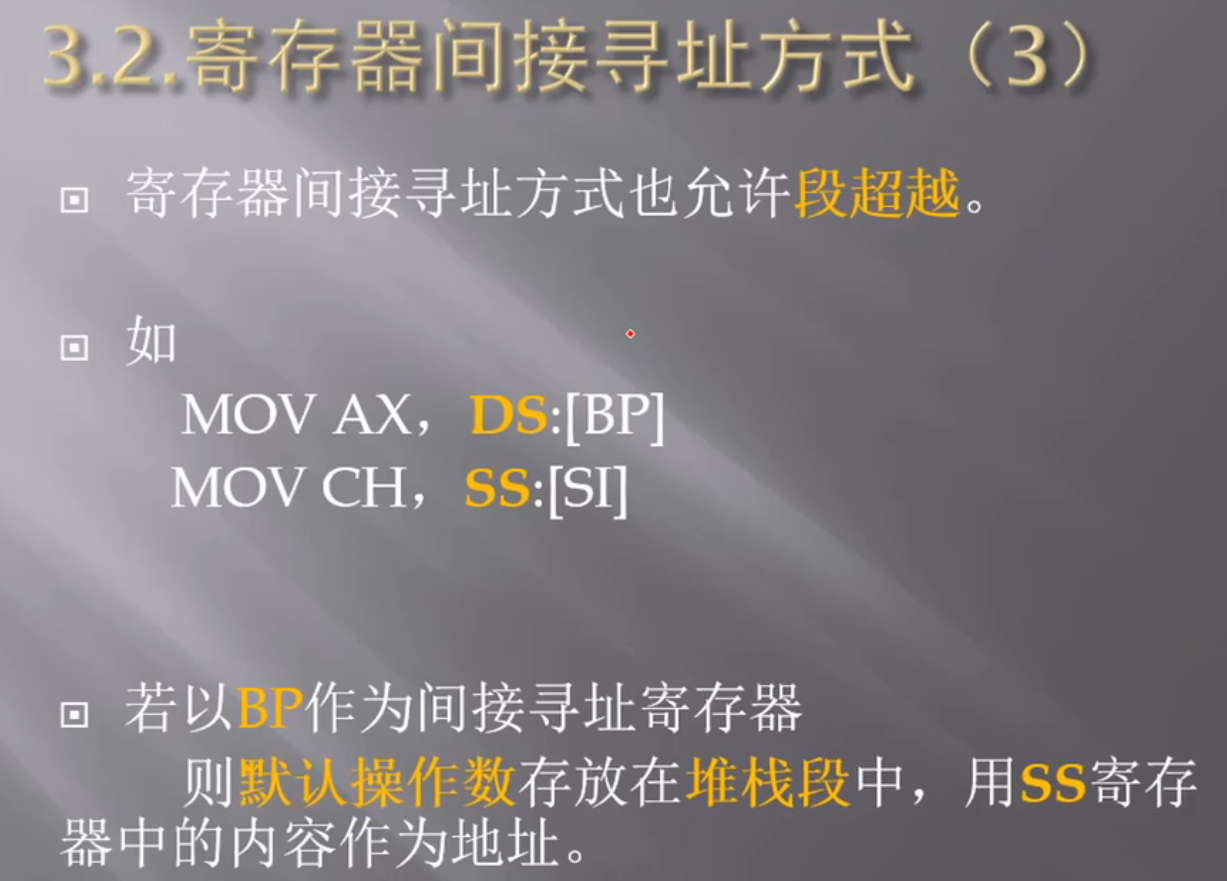 3.2.寄存器间接寻址方式（3）
寄存器间接寻址方式也允许段超越。
如
MOV AX，DS:[BP]
MOV CH，SS:[SI]
若以BP作为间接寻址寄存器
则默认操作数存放在堆栈段中，用SS寄存
器中的内容作为地址。